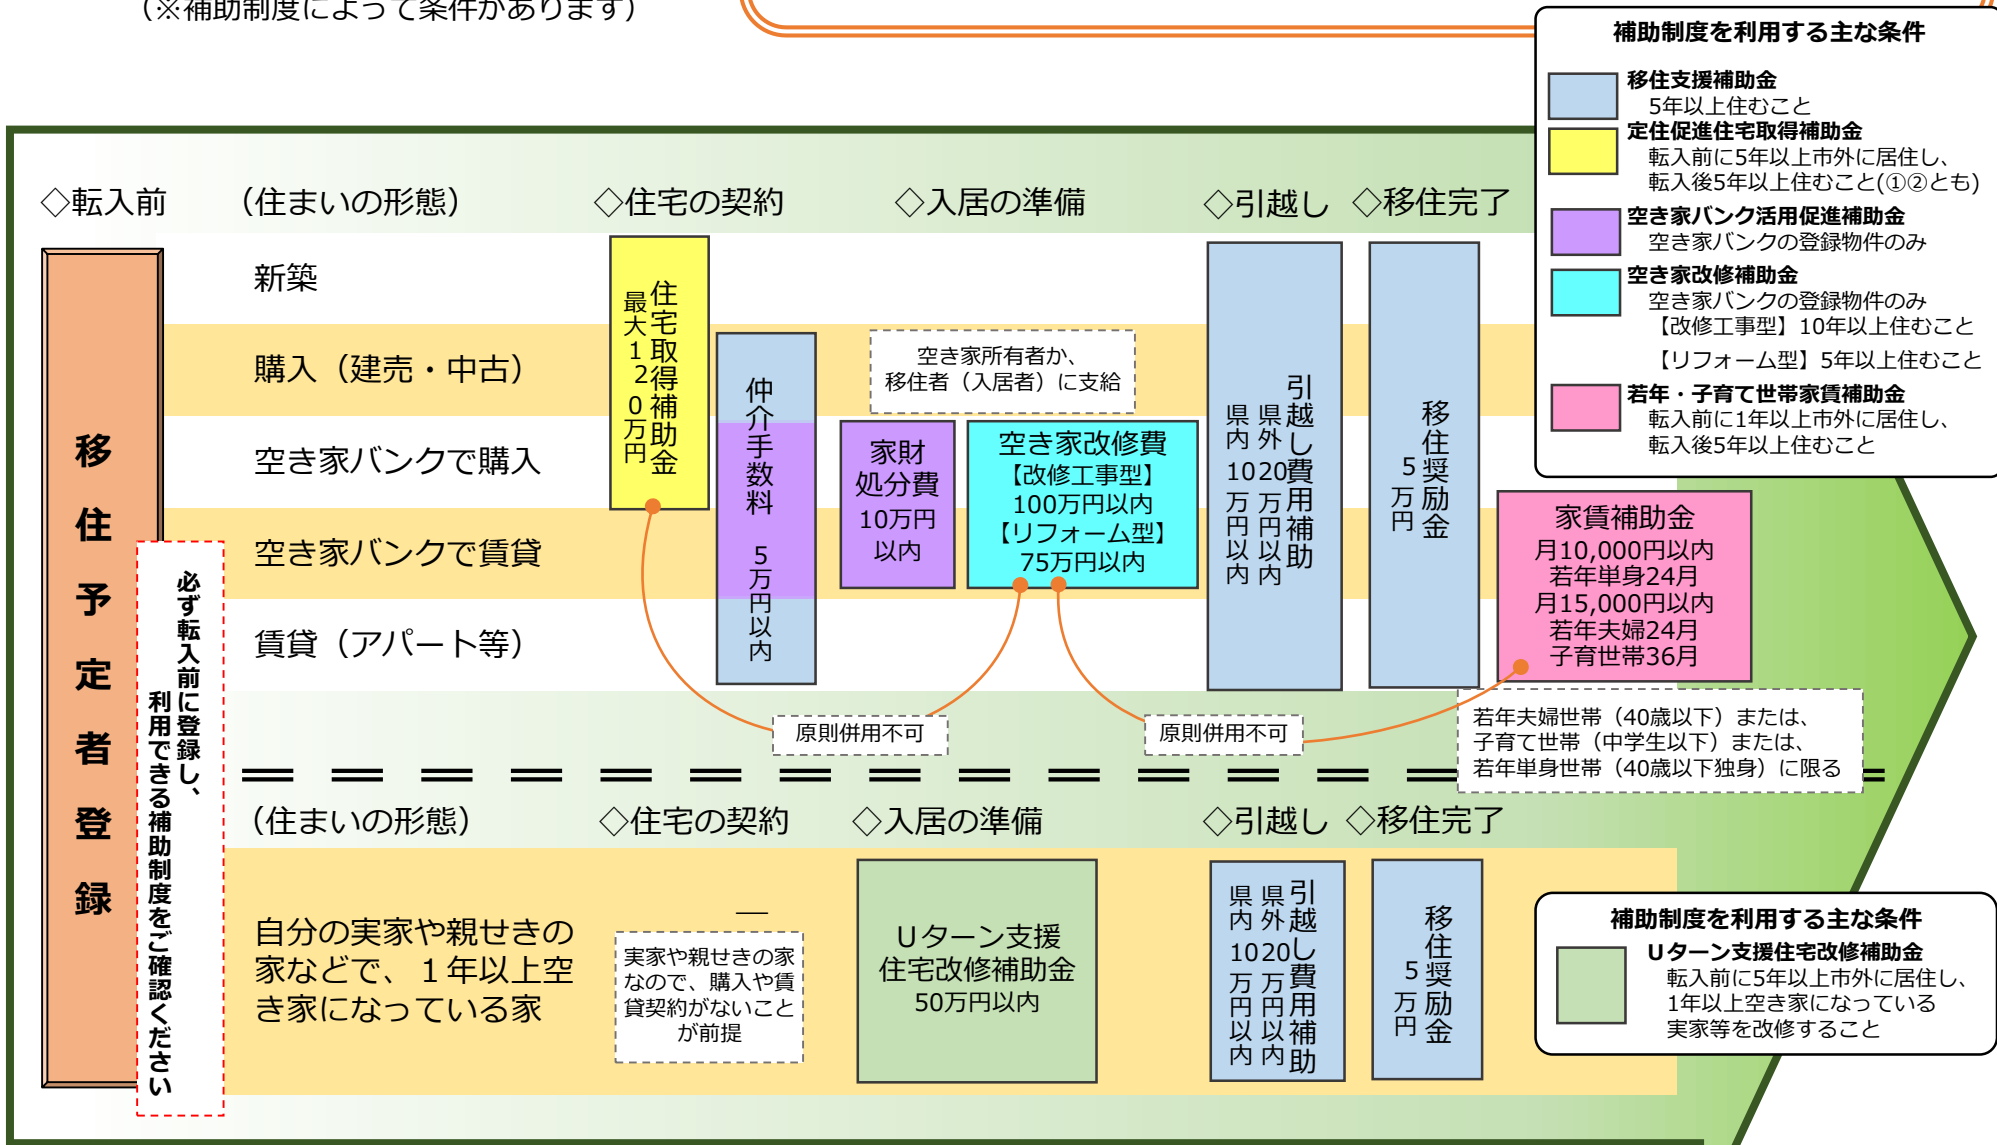 （※補助制度によって条件があります）
補助制度を利用する主な条件
移住支援補助金
5年以上住むこと
定住促進住宅取得補助金
転入前に5年以上市外に居住し、
転入後5年以上住むこと(①②とも)
空き家バンク活用促進補助金
空き家バンクの登録物件のみ
空き家改修補助金
空き家バンクの登録物件のみ
【改修工事型】10年以上住むこと
【リフォーム型】5年以上住むこと
若年・子育て世帯家賃補助金
転入前に1年以上市外に居住し、
転入後5年以上住むこと
◇転入前
（住まいの形態）
◇住宅の契約
◇入居の準備
◇引越し
◇移住完了
移住予定者登録
必ず転入前に登録し、
利用できる補助制度をご確認ください
新築
購入（建売・中古）
空き家バンクで購入
空き家バンクで賃貸
賃貸（アパート等）
住宅取得補助金
最大120万円
仲介手数料 5万円以内
空き家所有者か、
移住者（入居者）に支給
家財
処分費
10万円
以内
空き家改修費
【改修工事型】
100万円以内
【リフォーム型】
75万円以内
引越し費用補助
県外20万円以内
県内10万円以内
移住奨励金
5万円
家賃補助金
月10,000円以内
若年単身24月
月15,000円以内
若年夫婦24月
子育世帯36月
原則併用不可
原則併用不可
若年夫婦世帯（40歳以下）または、
子育て世帯（中学生以下）または、
若年単身世帯（40歳以下独身）に限る
（住まいの形態）
◇住宅の契約
◇入居の準備
◇引越し
◇移住完了
自分の実家や親せきの
家などで、１年以上空
き家になっている家
―
実家や親せきの家
なので、購入や賃
貸契約がないこと
が前提
Ｕターン支援
住宅改修補助金
50万円以内
引越し費用補助
県外20万円以内
県内10万円以内
移住奨励金
5万円
補助制度を利用する主な条件
Ｕターン支援住宅改修補助金
転入前に5年以上市外に居住し、
1年以上空き家になっている
実家等を改修すること